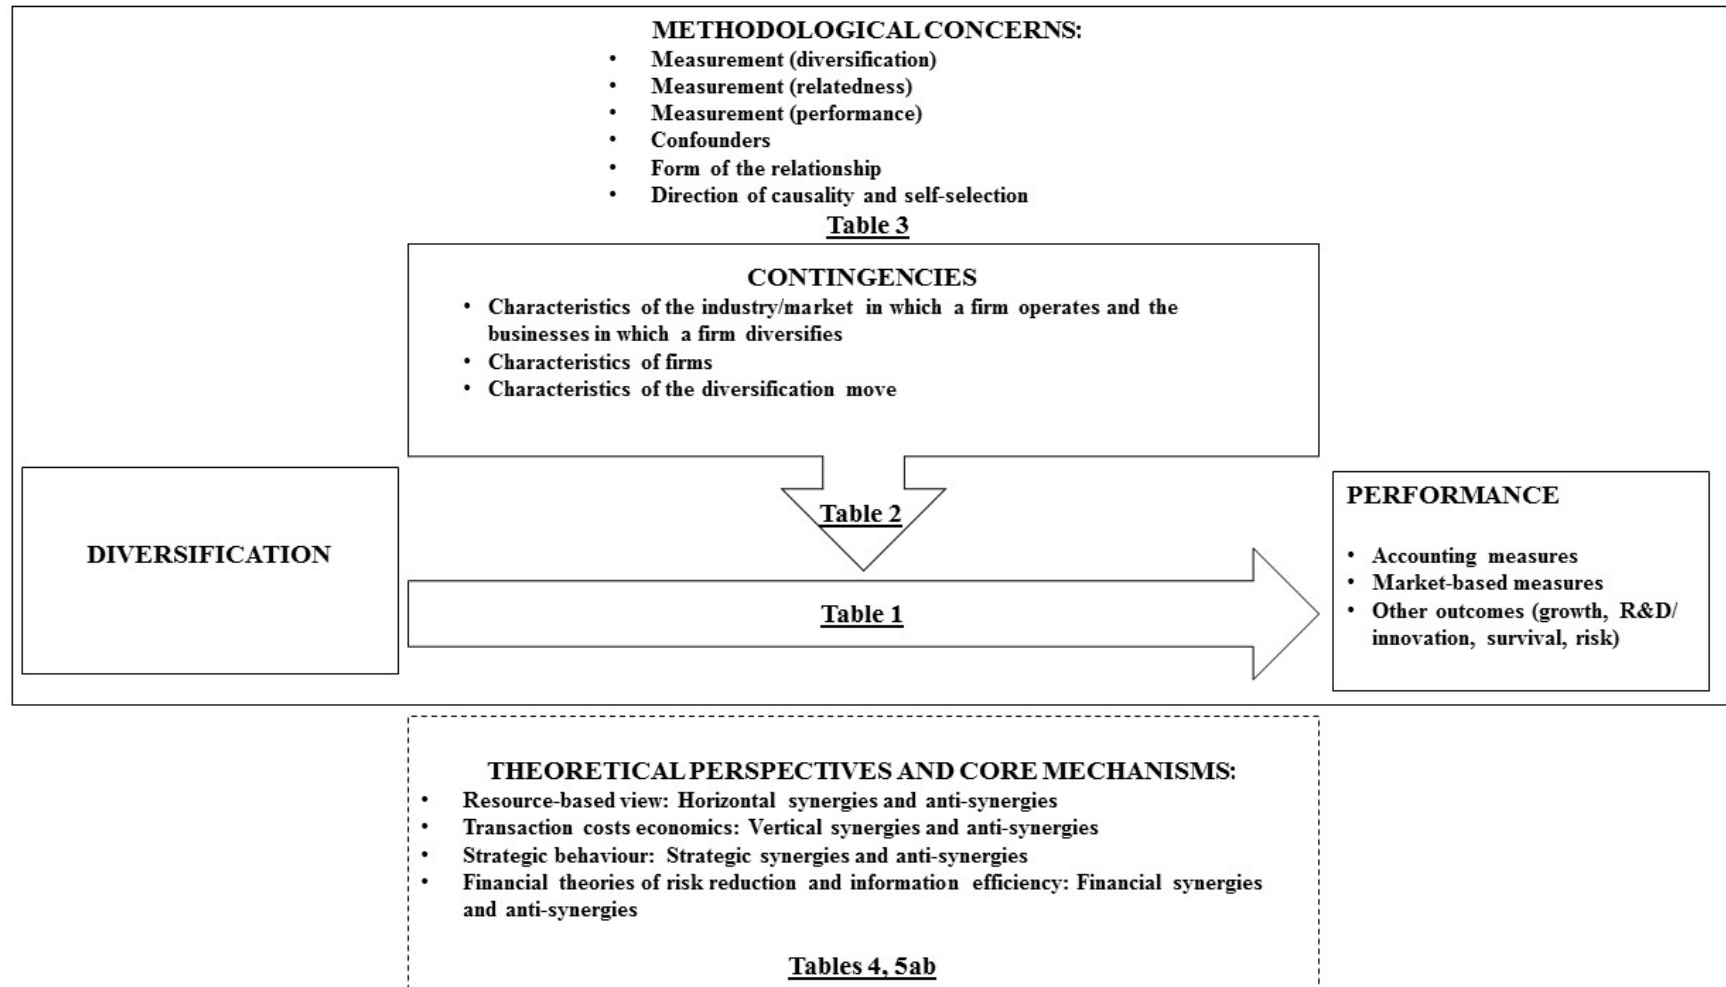 METHODOLOGICAL CONCERNS:
• Measurement (diversification)
• Measurement (relatedness)
• Measurement (performance)
• Confounders
• Form of the relationship
• Direction of causality and self-selection
Table 3
CONTINGENCIES
• Characteristics of the industry/market in which a firm operates and the
businesses in which a firm diversifies
• Characteristics of firms
• Characteristics of the diversification move
Table 2
DIVERSIFICATION
Table 1
PERFORMANCE
• Accounting measures
• Market-based measures
• Other outcomes (growth, R&D/
innovation, survival, risk)
THEORETICAL PERSPECTIVES AND CORE MECHANISMS:
• Resource-based view: Horizontal synergies and anti-synergies
• Transaction costs economics: Vertical synergies and anti-synergies
• Strategic behaviour: Strategic synergies and anti-synergies
• Financial theories of risk reduction and information efficiency: Financial synergies
and anti-synergies
Tables 4, 5ab